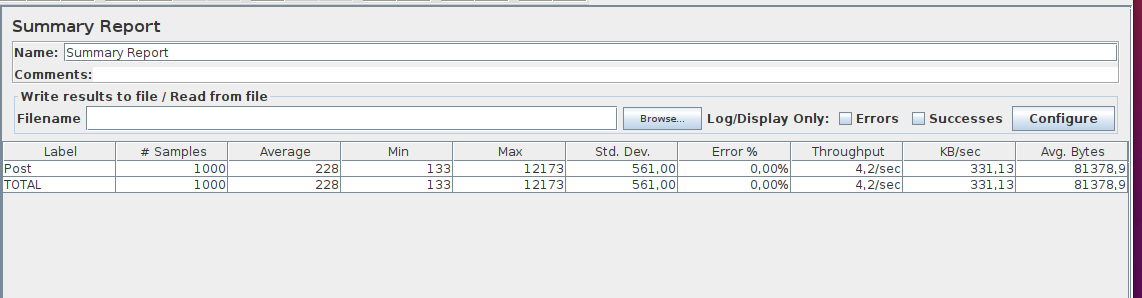 Summary Report
Name: Summary Report
Comments:
Write results to file / Read from file
Filename Browse... Log/Display Only: Errors Successes Configure
Label # Samples Average Min Max Std. Dev. Error % Throughput KB/sec Avg. Bytes
Post 1000 228 133 12173 561,00 0,00% 4,2/sec 331,13 81378,9
TOTAL 1000 228 133 12173 561,00 0,00% 4,2/sec 331,13 81378,9